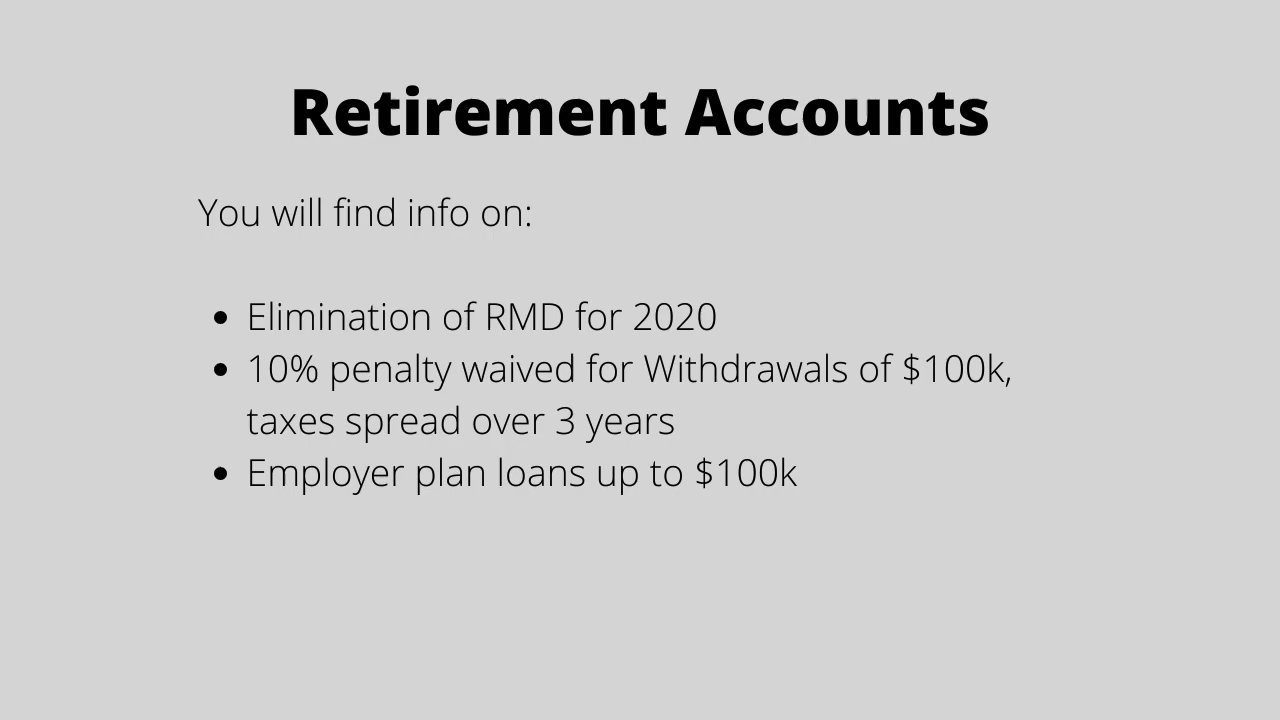 Retirement Accounts
You will find info on:
• Elimination of RMD for 2020
• 10% penalty waived for Withdrawals of $100k,
taxes spread over 3 years
• Employer plan loans up to $100k